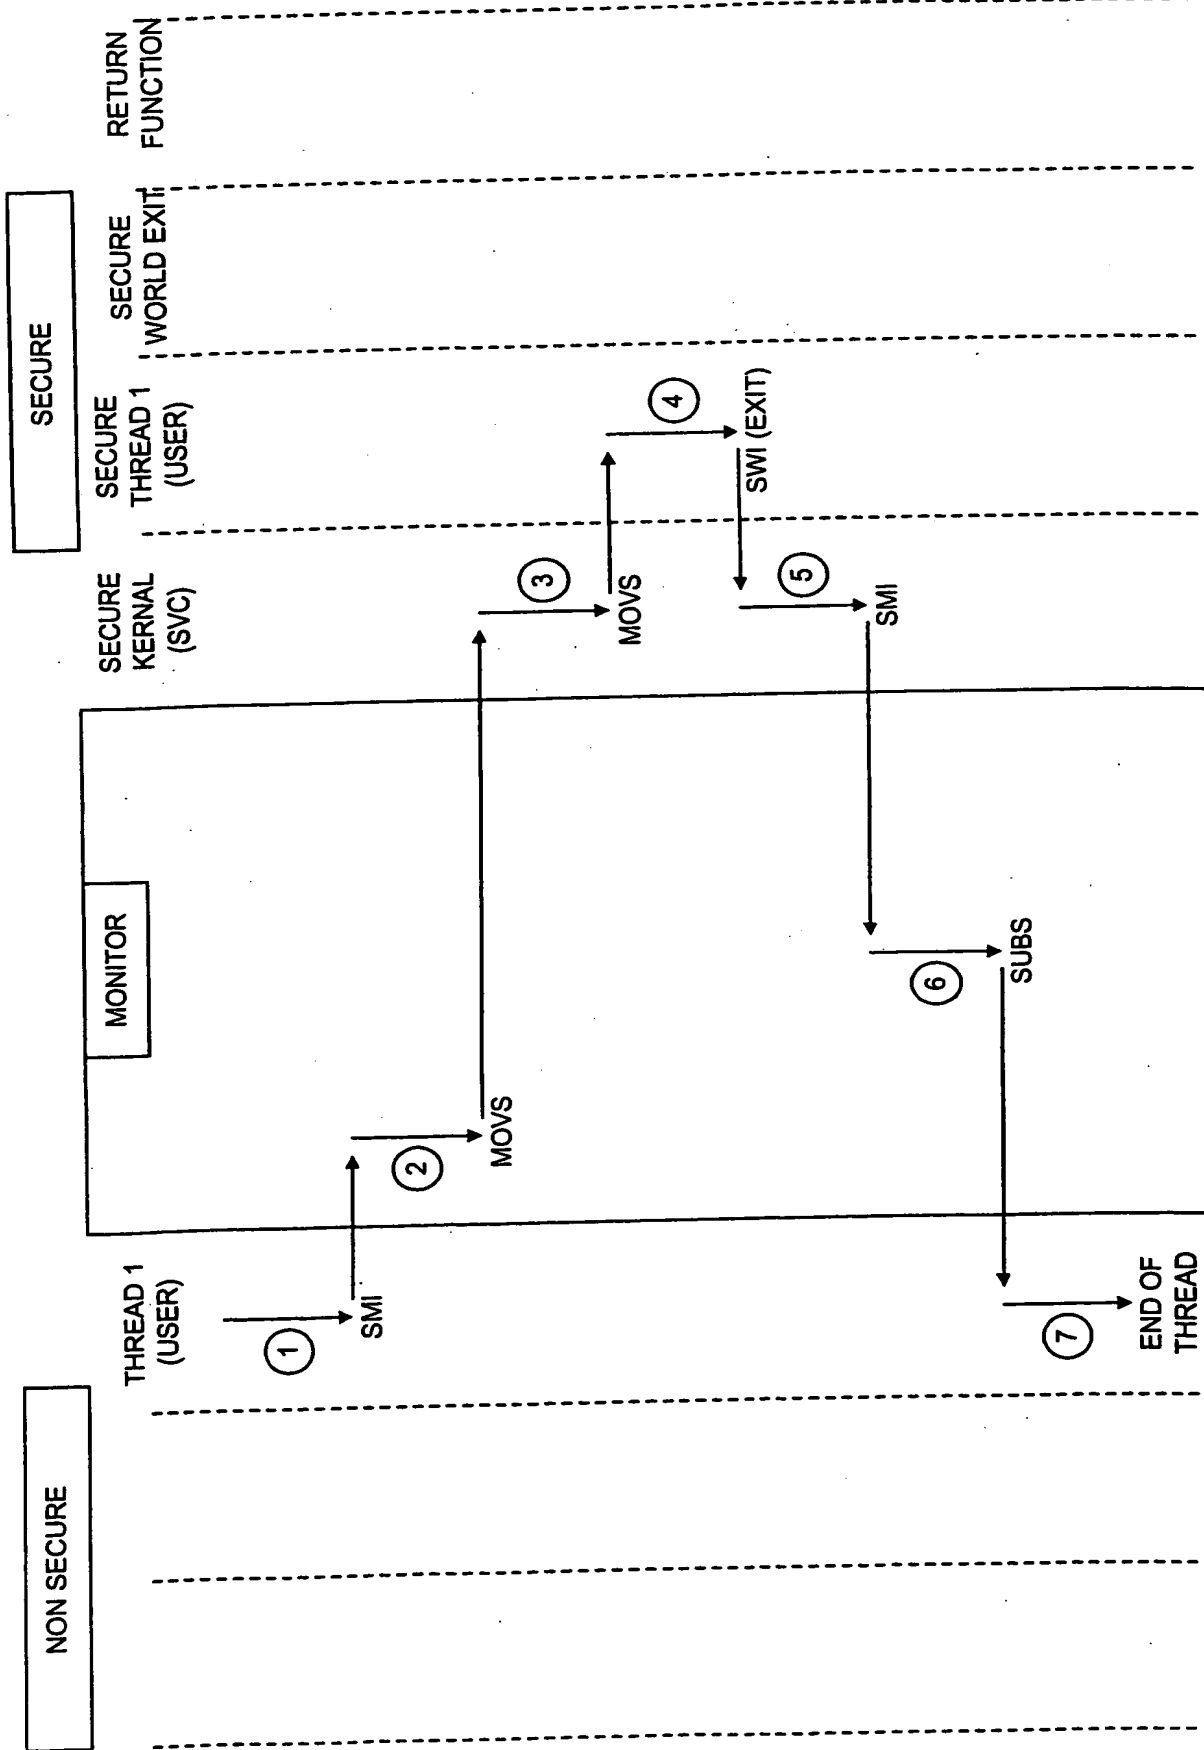 NON SECURE
MONITOR
SECURE
THREAD 1
(USER)
SECURE
KERNAL
(SVC)
SECURE
THREAD 1
(USER)
SECURE
WORLD EXIT
RETURN
FUNCTION
1
SMI
2
MOVS
3
MOVS
4
SWI (EXIT)
5
SMI
6
SUBS
7
END OF
THREAD